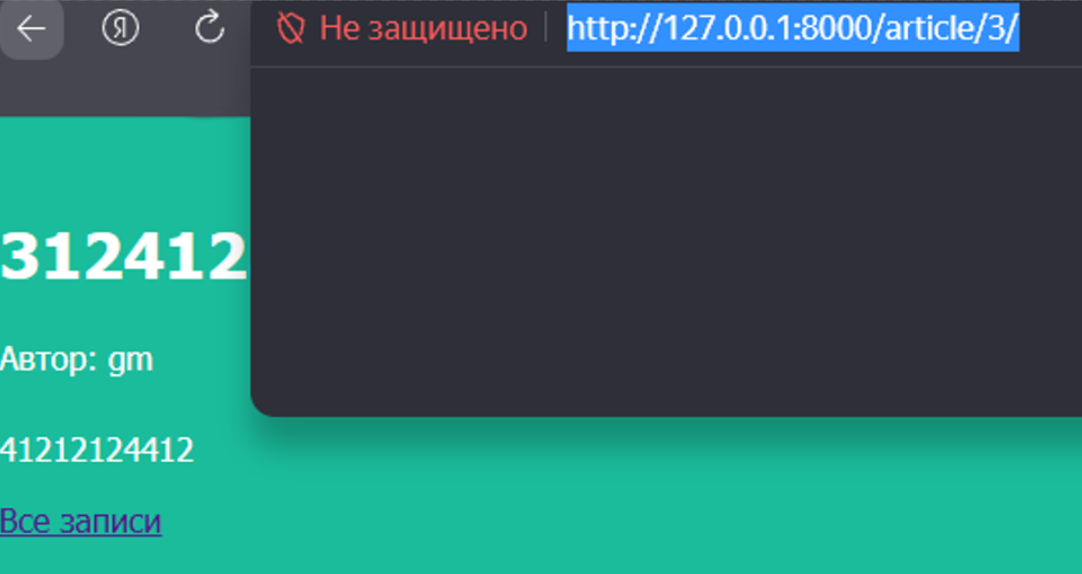 Я
Не защищено
http://127.0.0.1:8000/article/3/
312412
Автор: gm
41212124412
Все записи